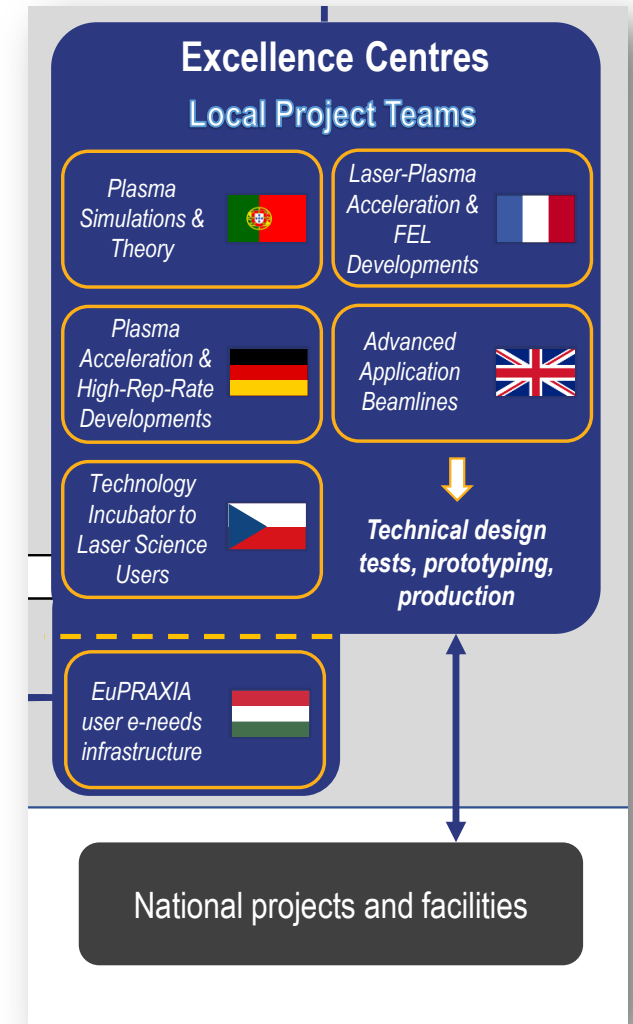 Excellence Centres
Local Project Teams
Plasma
Simulations &
Theory
Laser-Plasma
Acceleration &
FEL
Developments
Plasma
Acceleration &
High-Rep-Rate
Developments
Advanced
Application
Beamlines
Technology
Incubator to
Laser Science
Users
Technical design
tests, prototyping,
production
EuPRAXIA
user e-needs
infrastructure
National projects and facilities